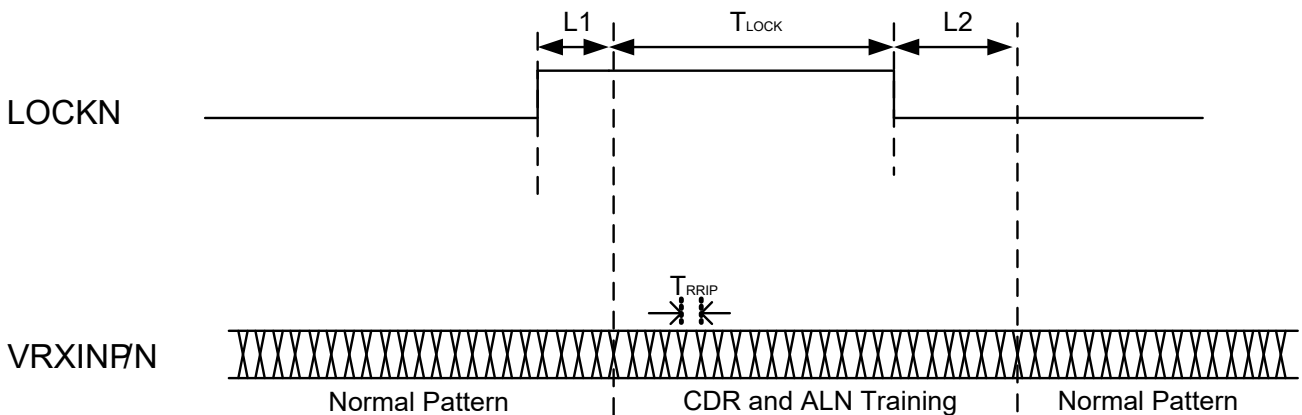 L1
TLOCK
L2
LOCKN
TRRIP
VRXINP/N
Normal Pattern
CDR and ALN Training
Normal Pattern